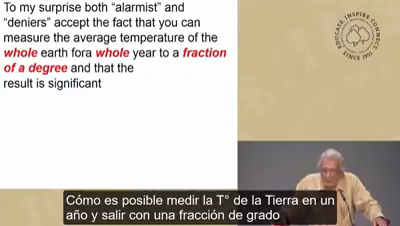 To my surprise both “alarmist” and
“deniers” accept the fact that you can
measure the average temperature of the
whole earth fora whole year to a fraction
of a degree and that the
result is significant
EDUCATE. INSPIRE. CONNECT.
SINCE 1951
Cómo es posible medir la T° de la Tierra en un
año y salir con una fracción de grado